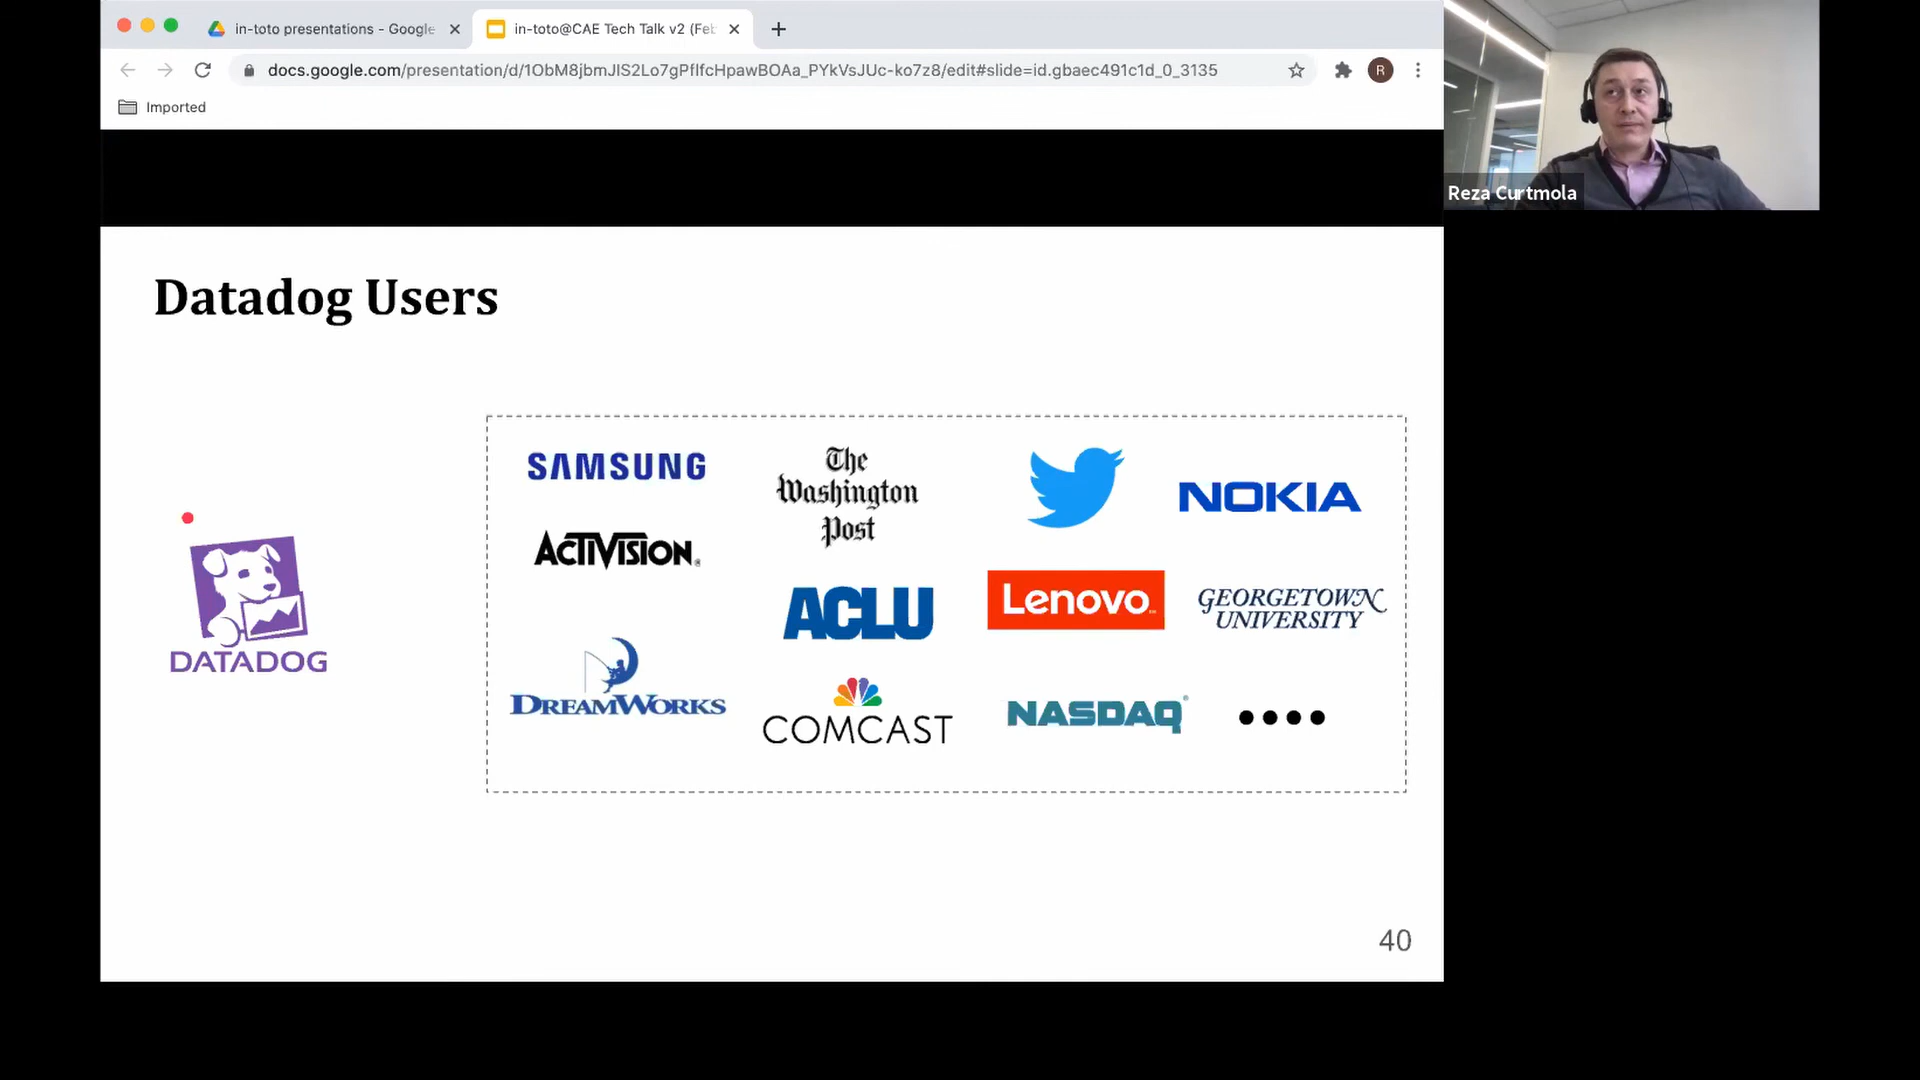 in-toto presentations - Google
in-toto@CAE Tech Talk v2 (Feb
docs.google.com/presentation/d/1ObM8jbmJIS2Lo7gPfIfcHpawBOAa_PYkVsJUc-ko7z8/edit#slide=id.gbaec491c1d_0_3135
R
Imported
Reza Curtmola
Datadog Users
SAMSUNG
The
Washington
Post
NOKIA
ACTIVISION
ACLU
Lenovo
GEORGETOWN
UNIVERSITY
DATADOG
DREAMWORKS
COMCAST
NASDAQ
40